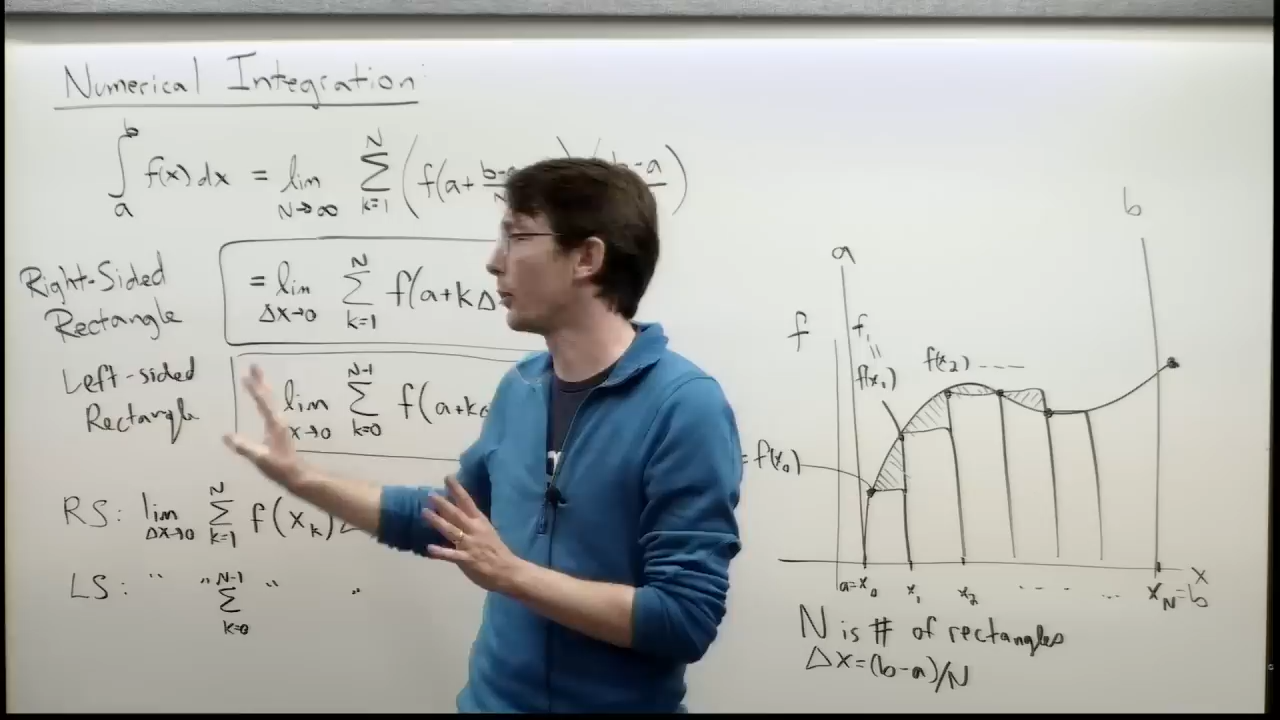 Numerical Integration
∫ₐᵇ f(x) dx = lim N→∞ ∑ k=1 N (f(a+ b-
Right-Sided Rectangle
= lim Δx→0 ∑ k=1 N f(a+kΔ
Left-sided Rectangle
lim x→0 ∑ k=0 N-1 f(a+k
RS: lim Δx→0 ∑ k=1 N f(xₖ)
LS: " " ∑ k=0 N-1 " "
a
b
f
f₁
"
f(x₁)
f(x₂) ----
= f(x₀)
x
a=x₀ x₁ x₂ --- ... x_N=b
N is # of rectangles
Δx=(b-a)/N